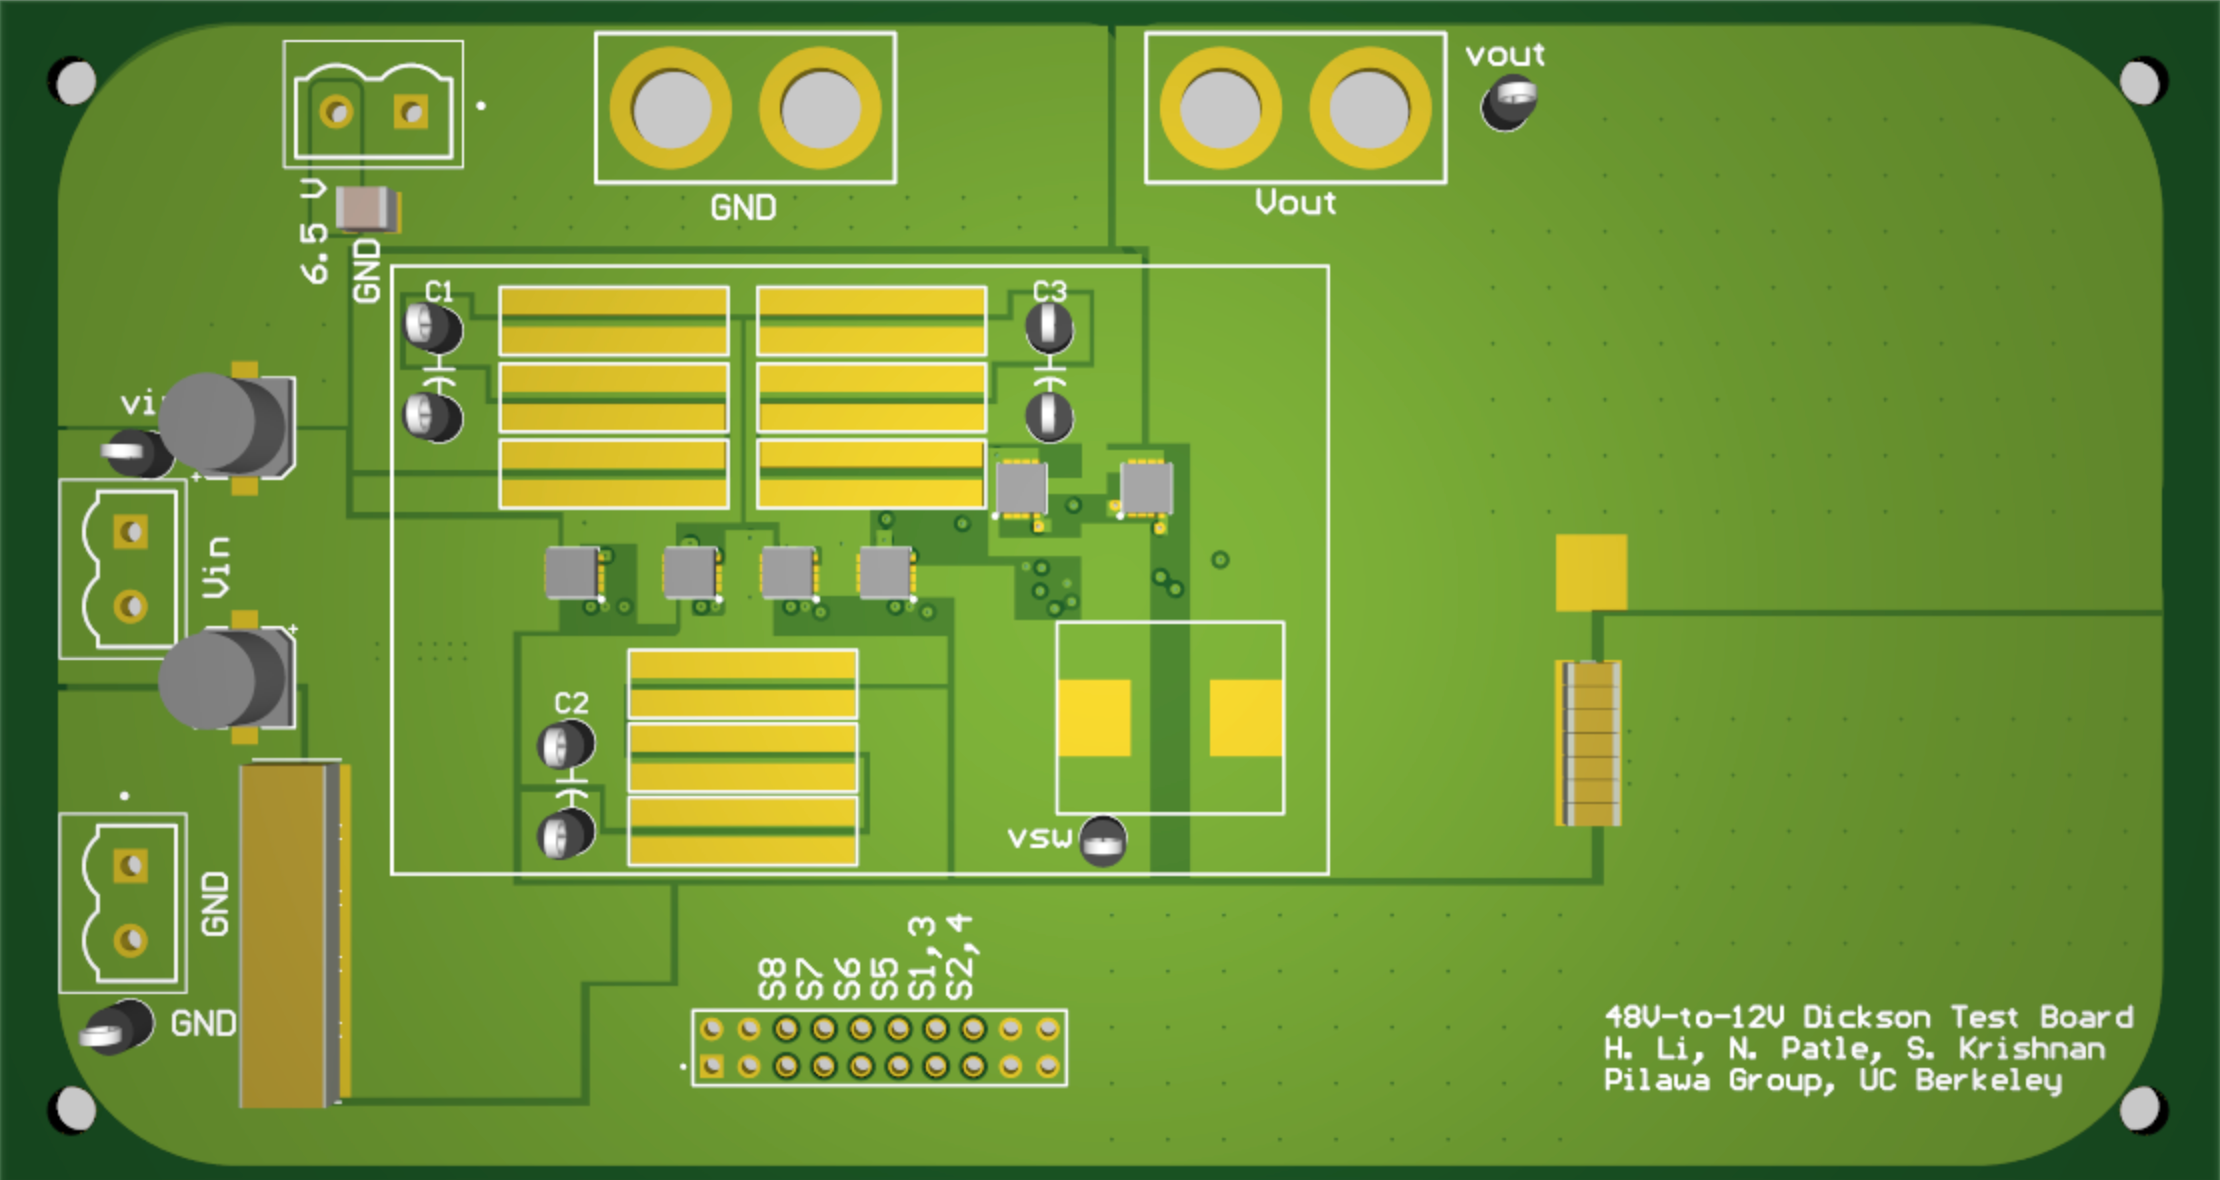 vout
GND
Vout
6.5 V
GND
C1
C3
Vin
C2
vsw
GND
GND
S8
S7
S6
S5
S1,3
S2,4
48V-to-12V Dickson Test Board
H. Li, N. Patle, S. Krishnan
Pilawa Group, UC Berkeley